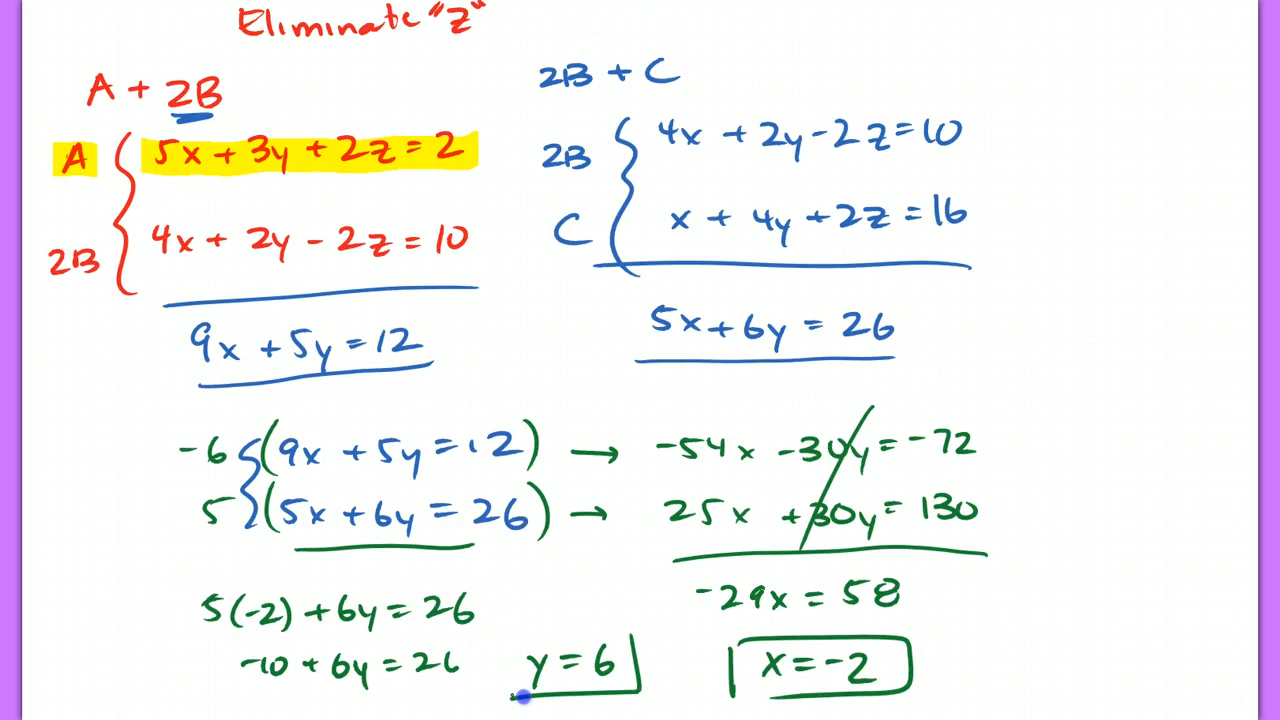 Eliminate "z"
A + 2B
A 5x + 3y + 2z = 2
2B 4x + 2y - 2z = 10
9x + 5y = 12
2B + C
2B 4x + 2y - 2z = 10
C x + 4y + 2z = 16
5x + 6y = 26
-6 (9x + 5y = 12) → -54x - 30y = -72
5 (5x + 6y = 26) → 25x + 30y = 130
-29x = 58
5(-2) + 6y = 26
-10 + 6y = 26
y = 6
x = -2